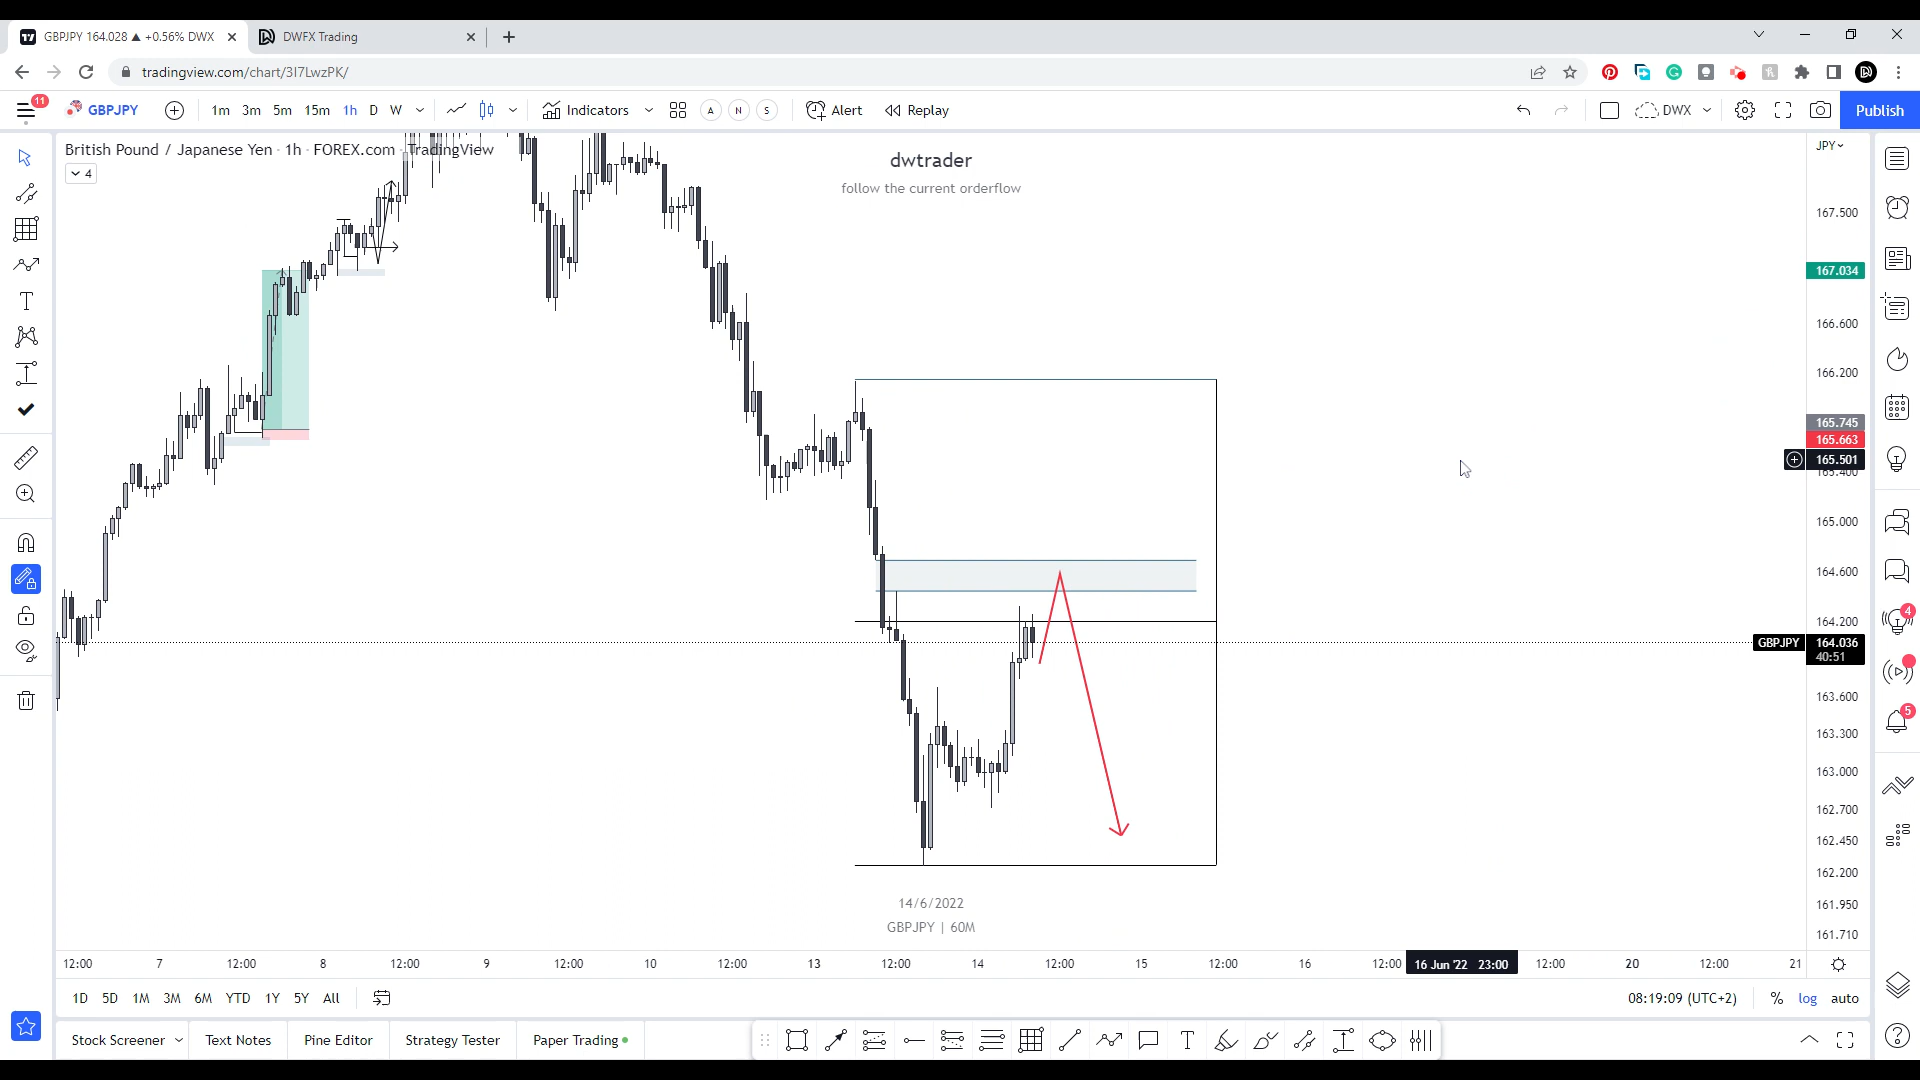 GBPJPY 164.028 ▲ +0.56% DWX
DWFX Trading
tradingview.com/chart/3I7LwzPK/
11
GBPJPY
1m 3m 5m 15m 1h D W
Indicators
A N S
Alert
Replay
DWX
Publish
British Pound / Japanese Yen · 1h · FOREX.com · TradingView
4
dwtrader
follow the current orderflow
JPY
167.500
167.034
166.600
166.200
165.745
165.663
165.501
165.400
165.000
164.600
164.200
GBPJPY 164.036
40:51
163.600
163.300
163.000
162.700
162.450
162.200
161.950
161.710
4
5
14/6/2022
GBPJPY | 60M
12:00 7 12:00 8 12:00 9 12:00 10 12:00 13 12:00 14 12:00 15 12:00 16 12:00 16 Jun '22 23:00 12:00 20 12:00 21
1D 5D 1M 3M 6M YTD 1Y 5Y All
08:19:09 (UTC+2) % log auto
Stock Screener Text Notes Pine Editor Strategy Tester Paper Trading